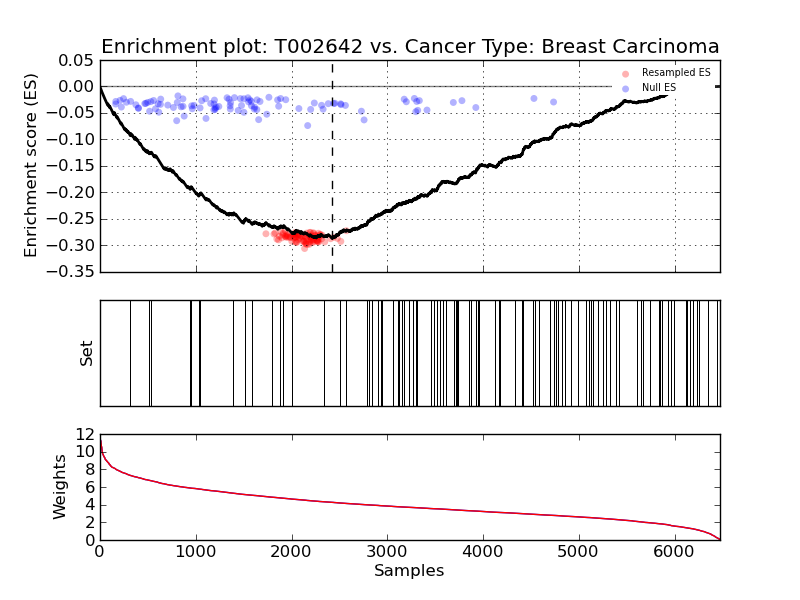 Enrichment plot: T002642 vs. Cancer Type: Breast Carcinoma
Enrichment score (ES)
0.05
0.00
−0.05
−0.10
−0.15
−0.20
−0.25
−0.30
−0.35
Resampled ES
Null ES
Set
Weights
12
10
8
6
4
2
0
0 1000 2000 3000 4000 5000 6000
Samples